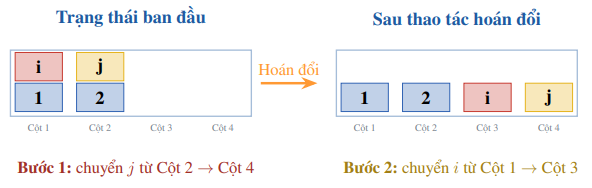 Trạng thái ban đầu
i j
1 2
Cột 1 Cột 2 Cột 3 Cột 4
Bước 1: chuyển j từ Cột 2 → Cột 4
Hoán đổi
Sau thao tác hoán đổi
1 2 i j
Cột 1 Cột 2 Cột 3 Cột 4
Bước 2: chuyển i từ Cột 1 → Cột 3